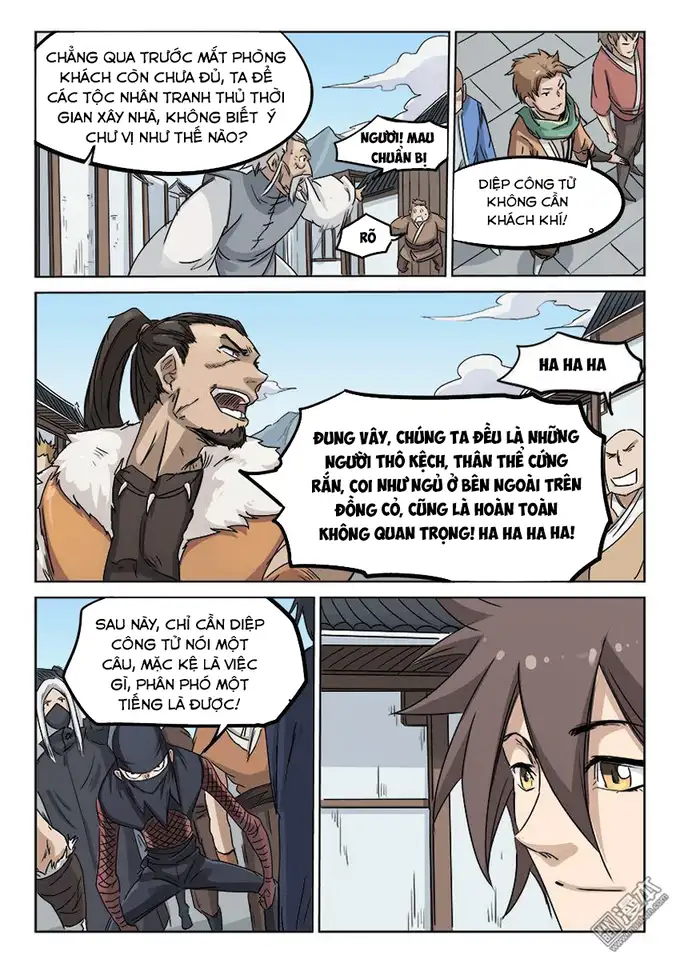 CHẲNG QUA TRƯỚC MẮT PHÒNG
KHÁCH CÒN CHƯA ĐỦ, TA ĐỂ
CÁC TỘC NHÂN TRANH THỦ THỜI
GIAN XÂY NHÀ, KHÔNG BIẾT Ý
CHƯ VỊ NHƯ THẾ NÀO?
NGƯỜI! MAU
CHUẨN BỊ
RÕ
DIỆP CÔNG TỬ
KHÔNG CẦN
KHÁCH KHÍ!
HA HA HA
ĐUNG VÂY, CHÚNG TA ĐỀU LÀ NHỮNG
NGƯỜI THÔ KỆCH, THÂN THỂ CỨNG
RẮN, COI NHƯ NGỦ Ở BÊN NGOÀI TRÊN
ĐỒNG CỎ, CŨNG LÀ HOÀN TOÀN
KHÔNG QUAN TRỌNG! HA HA HA HA!
SAU NÀY, CHỈ CẦN DIỆP
CÔNG TỬ NÓI MỘT
CÂU, MẶC KỆ LÀ VIỆC
GÌ, PHÂN PHÓ MỘT
TIẾNG LÀ ĐƯỢC!